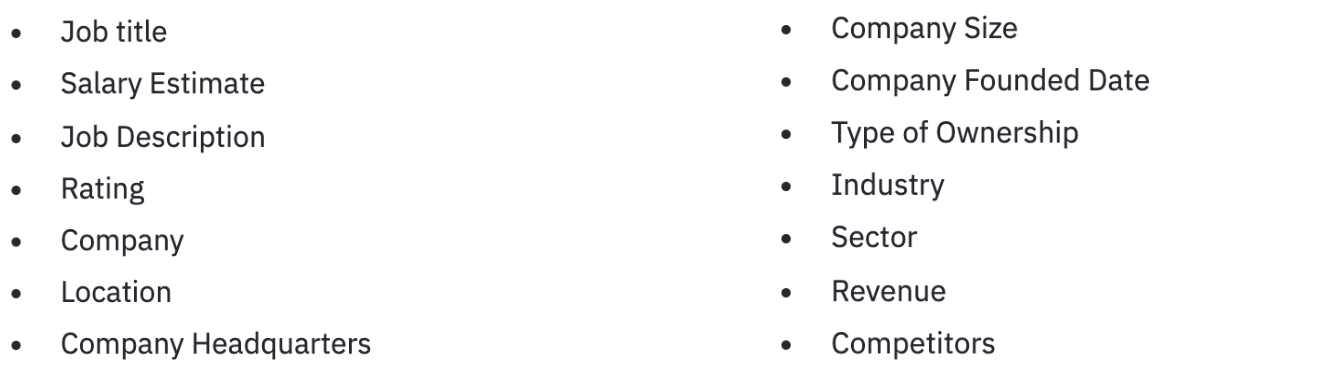 • Job title
• Salary Estimate
• Job Description
• Rating
• Company
• Location
• Company Headquarters
• Company Size
• Company Founded Date
• Type of Ownership
• Industry
• Sector
• Revenue
• Competitors